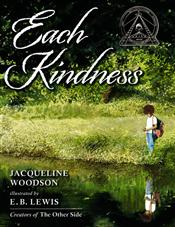 Each
Kindness
JACQUELINE
WOODSON
illustrated by
E. B. LEWIS
Creators of The Other Side